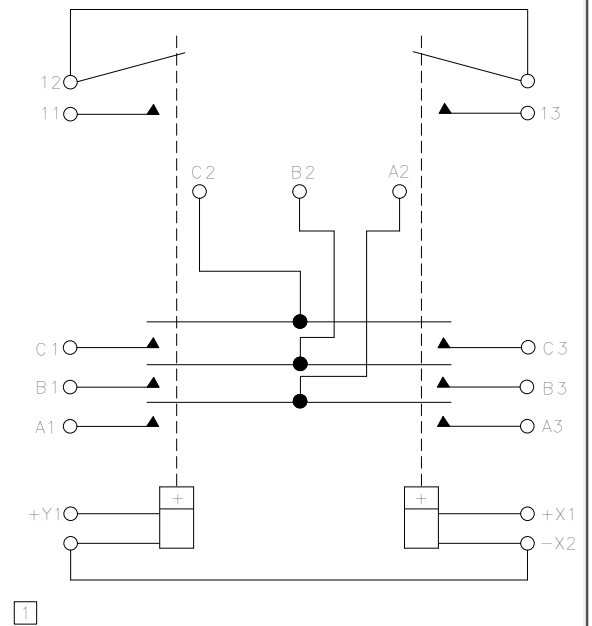 12
11 13
C2 B2 A2
C1 C3
B1 B3
A1 A3
+ +
+Y1 +X1
-X2
1